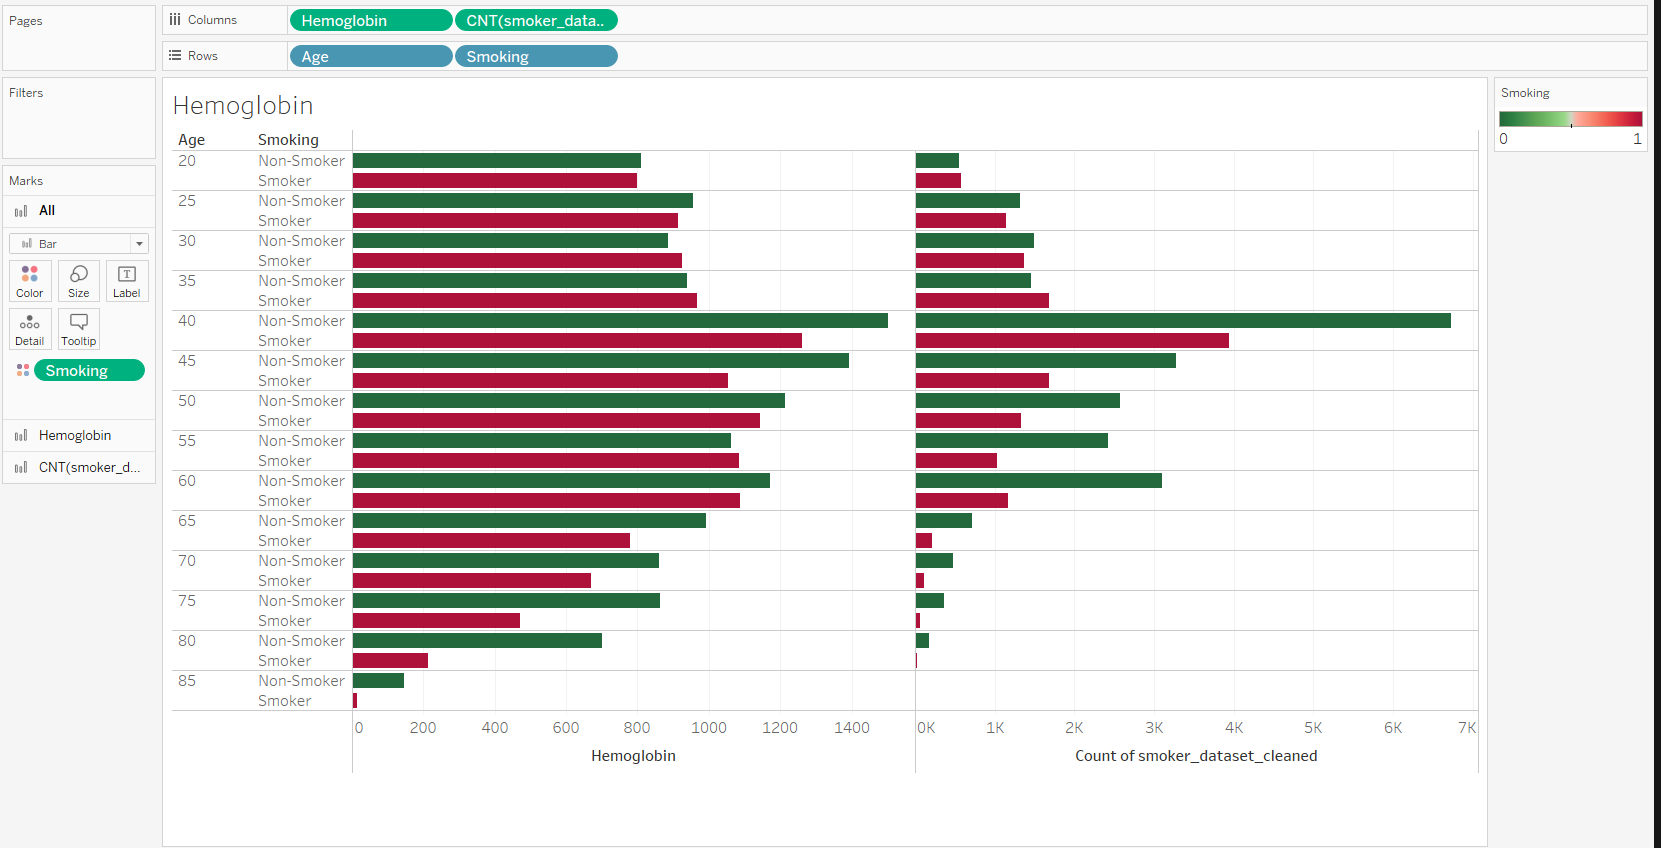 Pages
Columns Hemoglobin CNT(smoker_data..
Rows Age Smoking
Filters
Marks
All
Bar
Color Size Label
Detail Tooltip
Smoking
Hemoglobin
CNT(smoker_d...
Hemoglobin
Age Smoking
20 Non-Smoker
Smoker
25 Non-Smoker
Smoker
30 Non-Smoker
Smoker
35 Non-Smoker
Smoker
40 Non-Smoker
Smoker
45 Non-Smoker
Smoker
50 Non-Smoker
Smoker
55 Non-Smoker
Smoker
60 Non-Smoker
Smoker
65 Non-Smoker
Smoker
70 Non-Smoker
Smoker
75 Non-Smoker
Smoker
80 Non-Smoker
Smoker
85 Non-Smoker
Smoker
0 200 400 600 800 1000 1200 1400 0K 1K 2K 3K 4K 5K 6K 7K
Hemoglobin Count of smoker_dataset_cleaned
Smoking
0 1